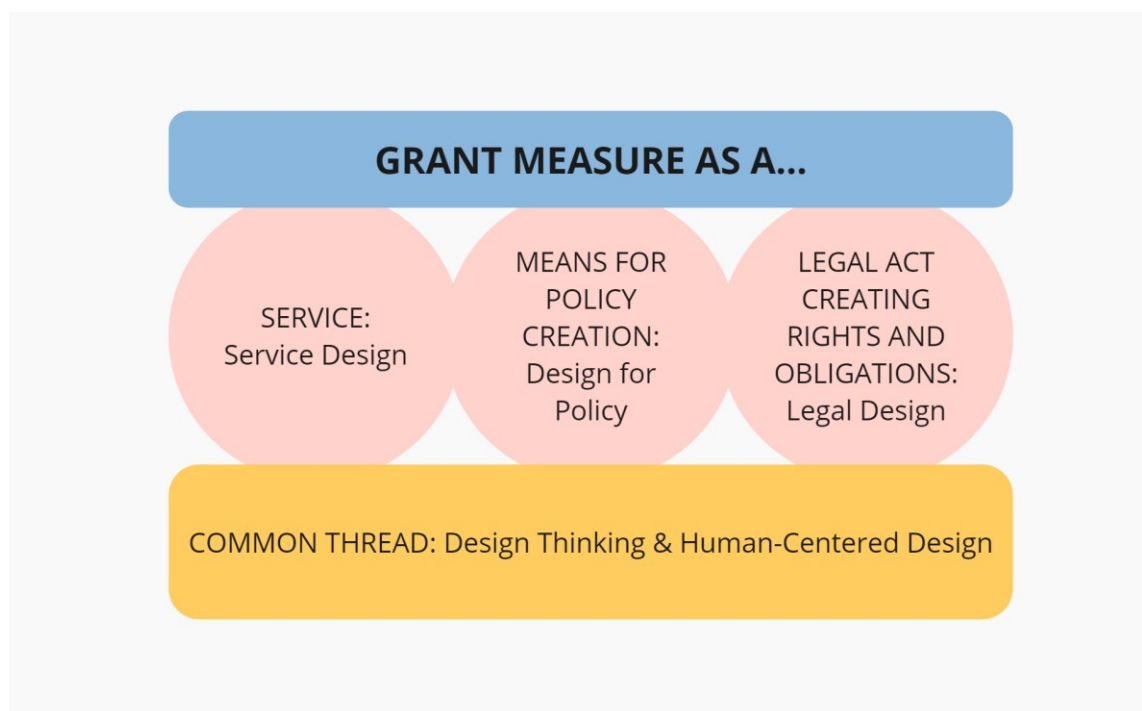 GRANT MEASURE AS A...
SERVICE:
Service Design
MEANS FOR
POLICY
CREATION:
Design for
Policy
LEGAL ACT
CREATING
RIGHTS AND
OBLIGATIONS:
Legal Design
COMMON THREAD: Design Thinking & Human-Centered Design